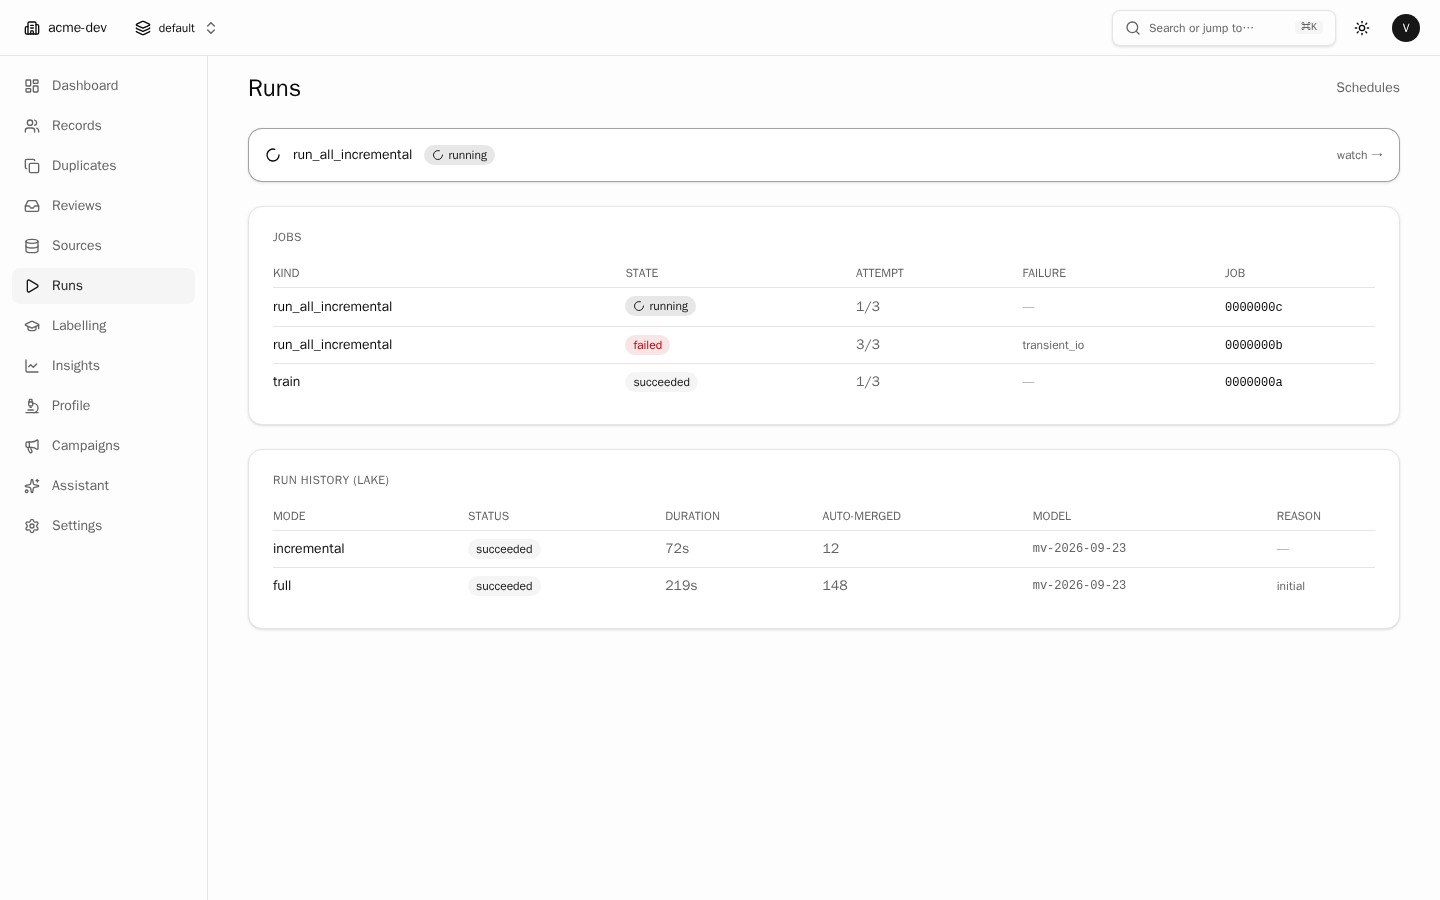 acme-dev
default
Search or jump to···
⌘K
V
Dashboard
Records
Duplicates
Reviews
Sources
Runs
Labelling
Insights
Profile
Campaigns
Assistant
Settings
Runs
Schedules
run_all_incremental running watch →
JOBS
KIND STATE ATTEMPT FAILURE JOB
run_all_incremental running 1/3 — 0000000c
run_all_incremental failed 3/3 transient_io 0000000b
train succeeded 1/3 — 0000000a
RUN HISTORY (LAKE)
MODE STATUS DURATION AUTO-MERGED MODEL REASON
incremental succeeded 72s 12 mv-2026-09-23 —
full succeeded 219s 148 mv-2026-09-23 initial